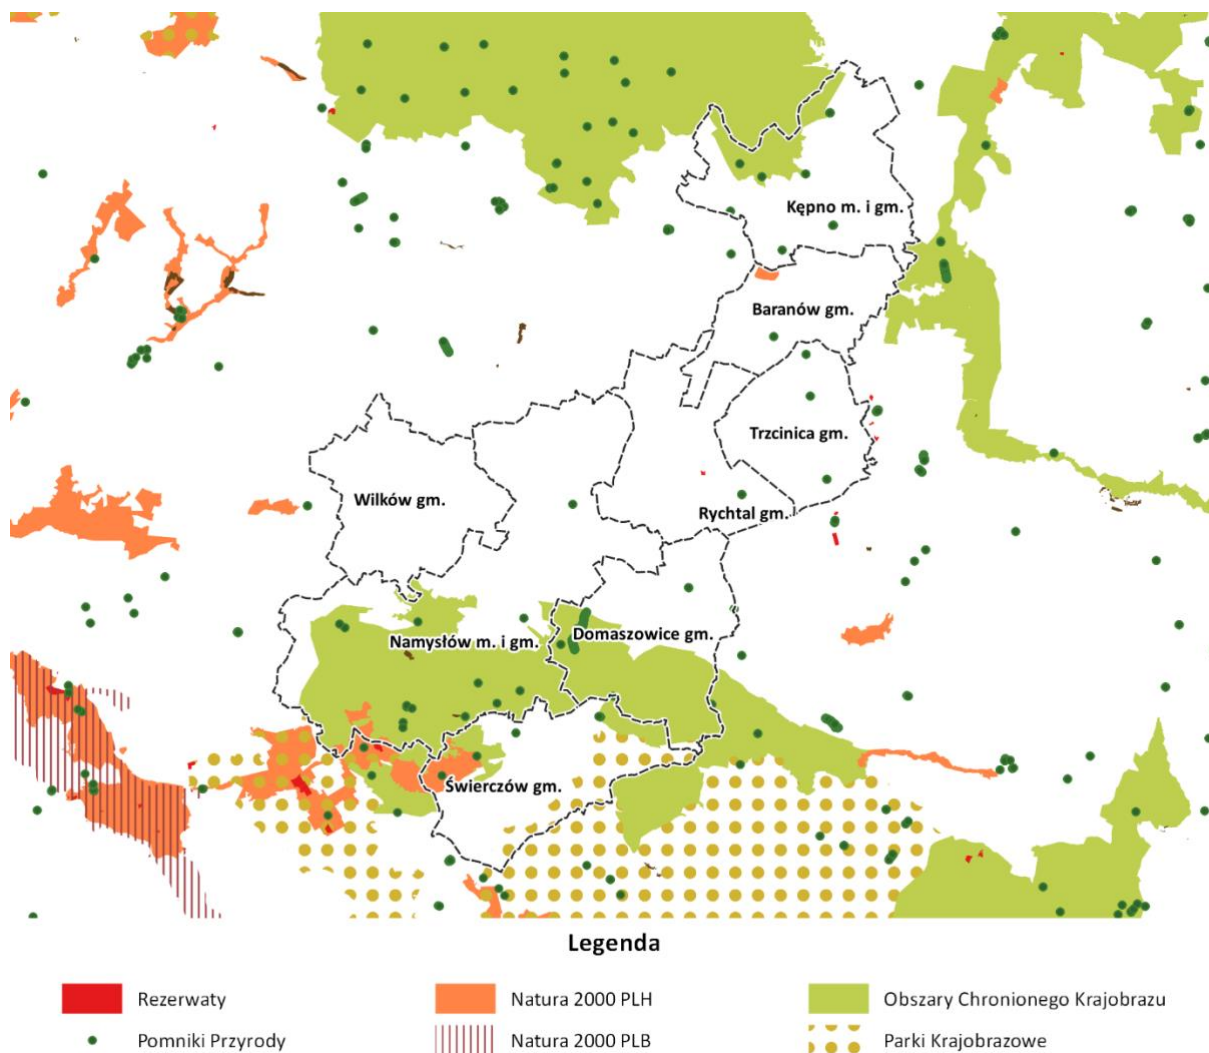 Kępno m. i gm.
Baranów gm.
Trzcinica gm.
Wilków gm.
Rychtal gm.
Namysłów m. i gm.
Domaszowice gm.
Świerczów gm.
Legenda
Rezerwaty
Natura 2000 PLH
Obszary Chronionego Krajobrazu
Pomniki Przyrody
Natura 2000 PLB
Parki Krajobrazowe